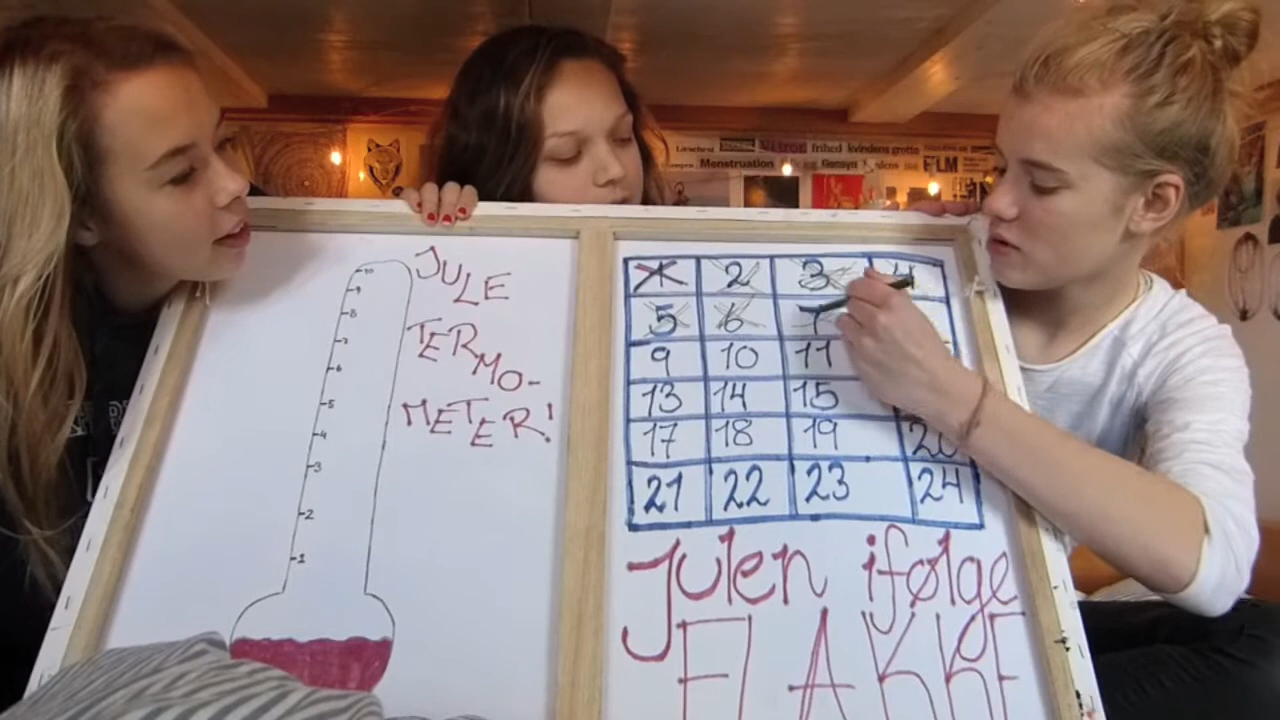 JULE
TERMO-
METER!
10
9
8
7
6
5
4
3
2
1
1 2 3 4
5 6 7
9 10 11
13 14 15
17 18 19 20
21 22 23 24
Julen ifølge
FLAKKE
frihed kvindens grotte
Menstruation
Gensyn
FILM